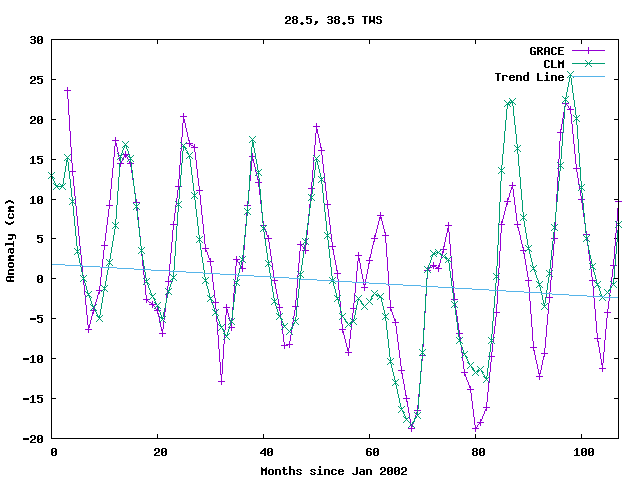 28.5, 38.5 TWS
GRACE
CLM
Trend Line
Anomaly (cm)
30
25
20
15
10
5
0
-5
-10
-15
-20
0 20 40 60 80 100
Months since Jan 2002